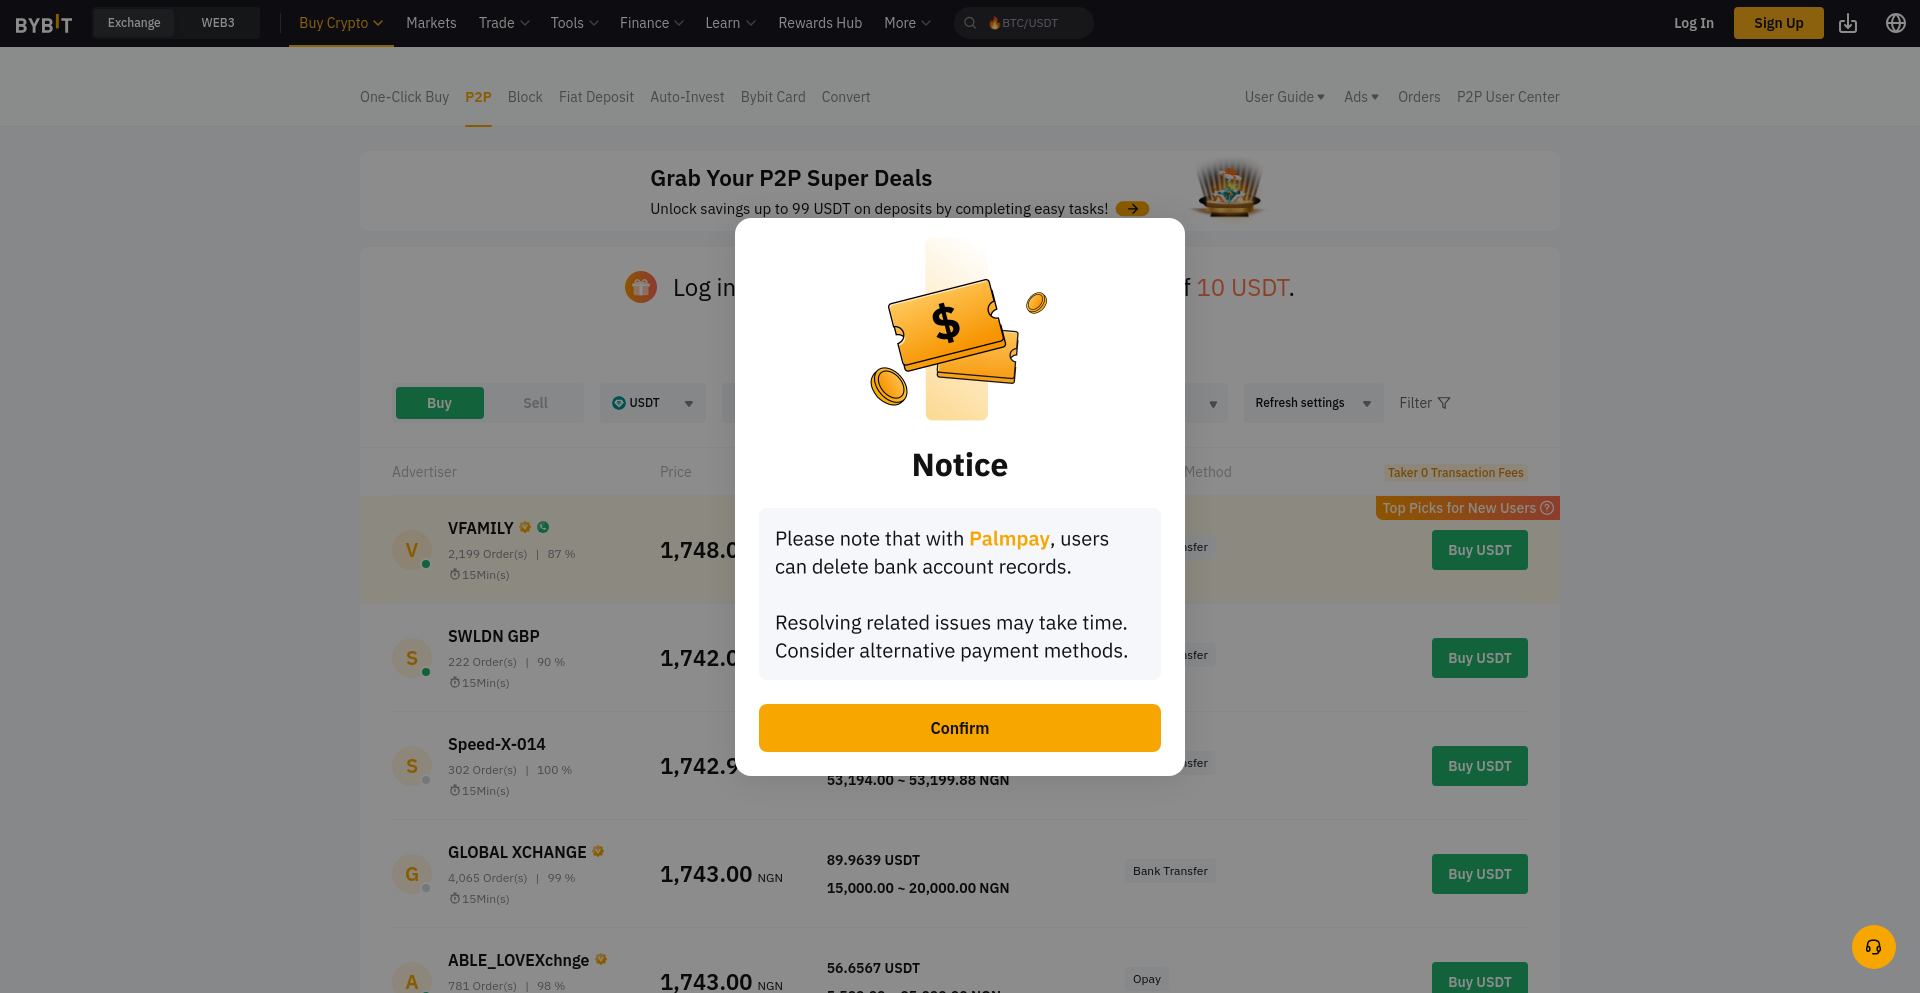 BYBIT Exchange WEB3 Buy Crypto Markets Trade Tools Finance Learn Rewards Hub More BTC/USDT Log In Sign Up
One-Click Buy P2P Block Fiat Deposit Auto-Invest Bybit Card Convert User Guide Ads Orders P2P User Center
Grab Your P2P Super Deals
Unlock savings up to 99 USDT on deposits by completing easy tasks!
Log in
10 USDT.
Buy Sell USDT Refresh settings Filter
Advertiser Price Method Taker 0 Transaction Fees
Top Picks for New Users
V VFAMILY
2,199 Order(s) | 87 %
15Min(s)
1,748.0
Buy USDT
S SWLDN GBP
222 Order(s) | 90 %
15Min(s)
1,742.0
Buy USDT
S Speed-X-014
302 Order(s) | 100 %
15Min(s)
1,742.9
53,194.00 ~ 53,199.88 NGN
Buy USDT
G GLOBAL XCHANGE
4,065 Order(s) | 99 %
15Min(s)
1,743.00 NGN
89.9639 USDT
15,000.00 ~ 20,000.00 NGN
Bank Transfer
Buy USDT
A ABLE_LOVEXchnge
781 Order(s) | 98 %
1,743.00 NGN
56.6567 USDT
Opay
Buy USDT
$
Notice
Please note that with Palmpay, users
can delete bank account records.
Resolving related issues may take time.
Consider alternative payment methods.
Confirm